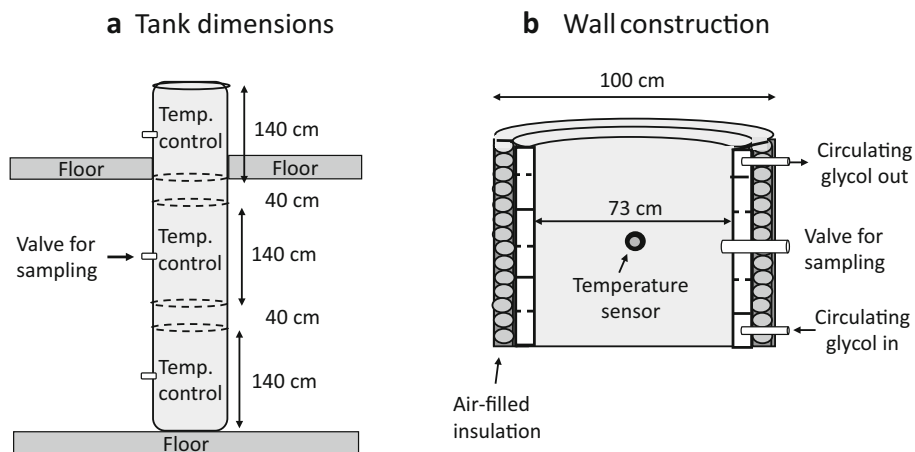 a Tank dimensions
Temp.
control
140 cm
Floor
Floor
40 cm
Valve for
sampling
Temp.
control
140 cm
40 cm
Temp.
control
140 cm
Floor
b Wall construction
100 cm
Circulating
glycol out
73 cm
Valve for
sampling
Temperature
sensor
Circulating
glycol in
Air-filled
insulation